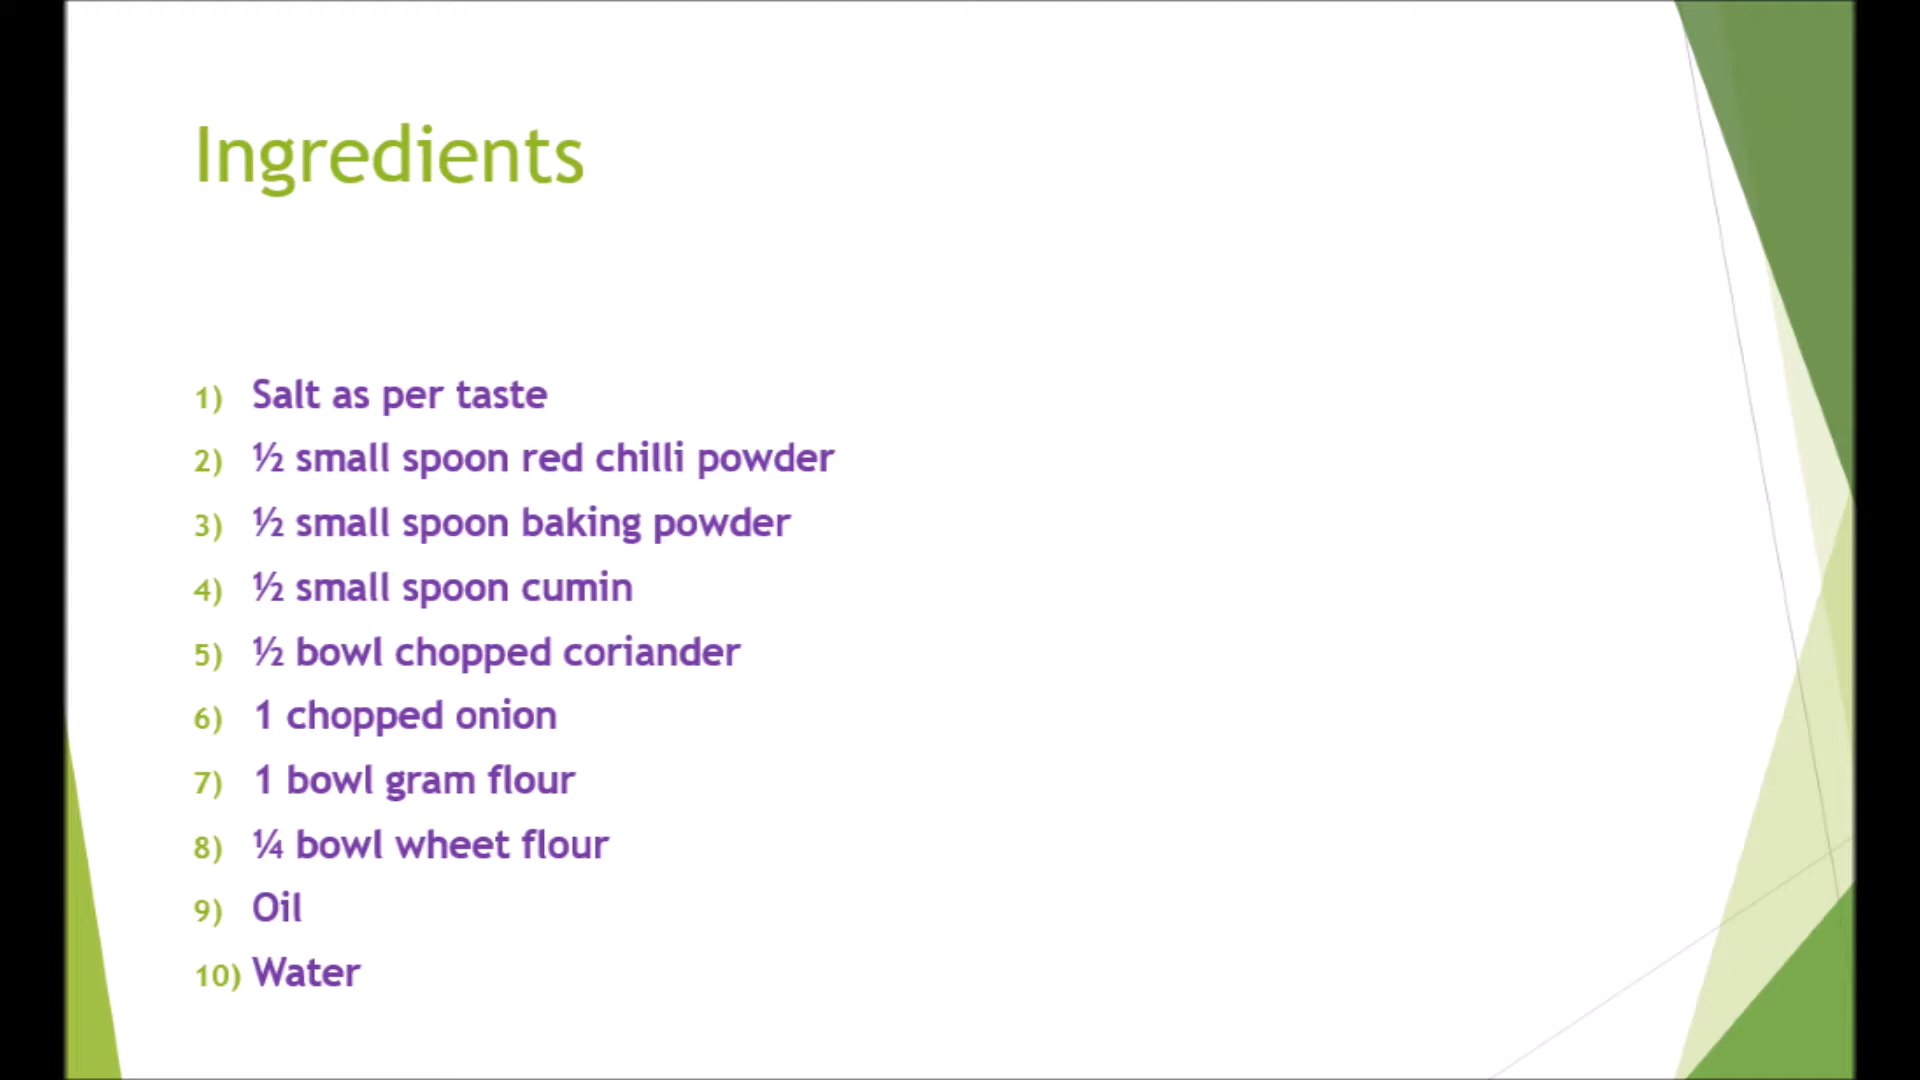 Ingredients
1) Salt as per taste
2) ½ small spoon red chilli powder
3) ½ small spoon baking powder
4) ½ small spoon cumin
5) ½ bowl chopped coriander
6) 1 chopped onion
7) 1 bowl gram flour
8) ¼ bowl wheet flour
9) Oil
10) Water